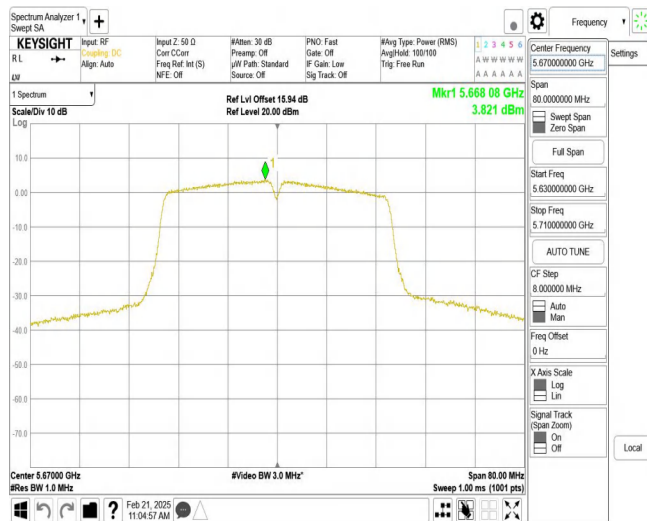 Spectrum Analyzer 1
Swept SA
Frequency
KEYSIGHT
R L
Input: RF
Coupling: DC
Align: Auto
Input Z: 50 Ω
Corr CCorr
Freq Ref: Int (S)
NFE: Off
#Atten: 30 dB
Preamp: Off
µW Path: Standard
Source: Off
PNO: Fast
Gate: Off
IF Gain: Low
Sig Track: Off
#Avg Type: Power (RMS)
Avg|Hold: 100/100
Trig: Free Run
1 2 3 4 5 6
A W W W W W
A A A A A A
1 Spectrum
Scale/Div 10 dB
Ref Lvl Offset 15.94 dB
Ref Level 20.00 dBm
Mkr1 5.668 08 GHz
3.821 dBm
Log
10.0
0.00
-10.0
-20.0
-30.0
-40.0
-50.0
-60.0
-70.0
1
Center 5.67000 GHz
#Res BW 1.0 MHz
#Video BW 3.0 MHz*
Span 80.00 MHz
Sweep 1.00 ms (1001 pts)
Feb 21, 2025
11:04:57 AM
Center Frequency
5.670000000 GHz
Settings
Span
80.0000000 MHz
Swept Span
Zero Span
Full Span
Start Freq
5.630000000 GHz
Stop Freq
5.710000000 GHz
AUTO TUNE
CF Step
8.000000 MHz
Auto
Man
Freq Offset
0 Hz
X Axis Scale
Log
Lin
Signal Track
(Span Zoom)
On
Off
Local